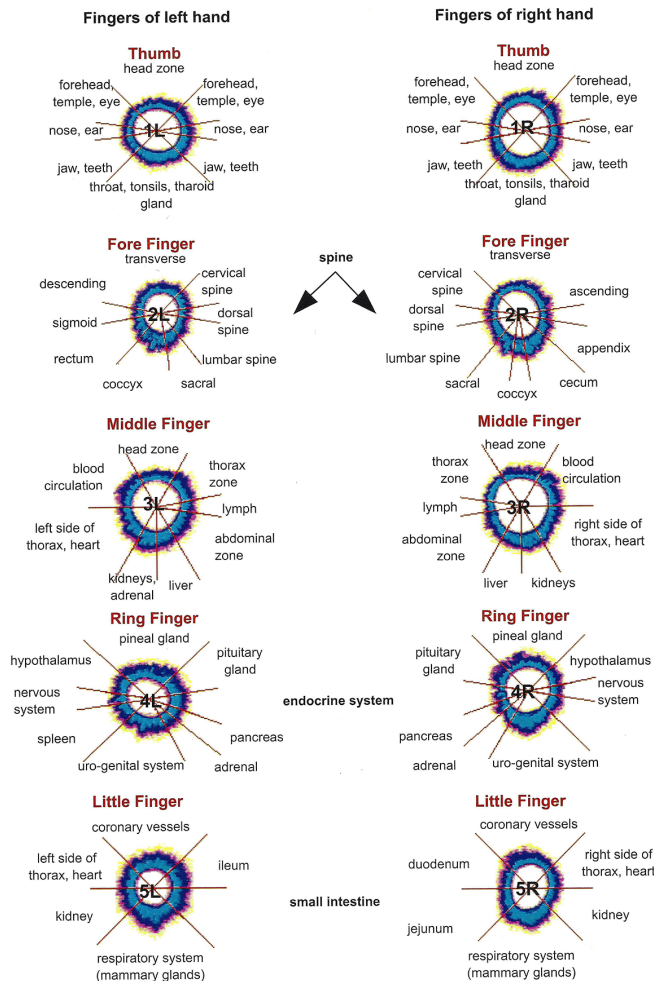 Fingers of left hand
Fingers of right hand
Thumb
head zone
forehead,
temple, eye
forehead,
temple, eye
nose, ear
1L
nose, ear
jaw, teeth
jaw, teeth
throat, tonsils, tharoid
gland
Thumb
head zone
forehead,
temple, eye
forehead,
temple, eye
nose, ear
1R
nose, ear
jaw, teeth
jaw, teeth
throat, tonsils, tharoid
gland
Fore Finger
transverse
descending
cervical
spine
sigmoid
2L
dorsal
spine
rectum
lumbar spine
coccyx
sacral
spine
Fore Finger
transverse
cervical
spine
ascending
dorsal
spine
2R
appendix
lumbar spine
sacral
coccyx
cecum
Middle Finger
head zone
blood
circulation
thorax
zone
3L
lymph
left side of
thorax, heart
abdominal
zone
kidneys,
adrenal
liver
Middle Finger
head zone
thorax
zone
blood
circulation
lymph
3R
right side of
thorax, heart
abdominal
zone
liver
kidneys
Ring Finger
pineal gland
hypothalamus
pituitary
gland
nervous
system
4L
spleen
pancreas
uro-genital system
adrenal
endocrine system
Ring Finger
pineal gland
pituitary
gland
hypothalamus
4R
nervous
system
pancreas
adrenal
uro-genital system
Little Finger
coronary vessels
left side of
thorax, heart
ileum
5L
kidney
respiratory system
(mammary glands)
small intestine
Little Finger
coronary vessels
duodenum
right side of
thorax, heart
5R
jejunum
kidney
respiratory system
(mammary glands)